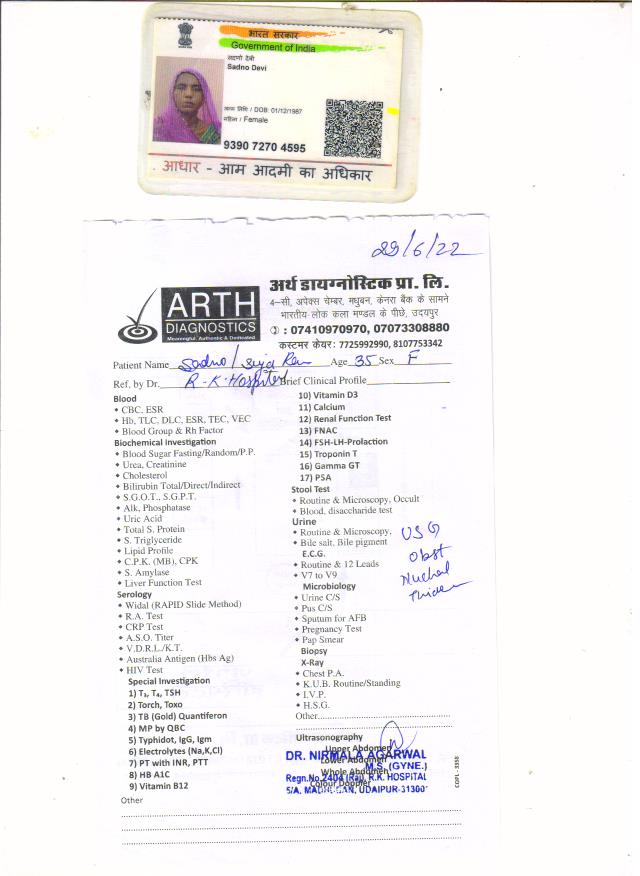 भारत सरकार
Government of India
सदणो देवी
Sadno Devi
जन्म तिथि / DOB: 01/12/1987
महिला / Female
9390 7270 4595
आधार - आम आदमी का अधिकार
29/6/22
ARTH
DIAGNOSTICS
Meaningful, Authentic & Dedicated
अर्थ डायग्नोस्टिक प्रा. लि.
4-सी, अपेक्स चेम्बर, मधुबन, केनरा बैंक के सामने
भारतीय लोक कला मण्डल के पीछे, उदयपुर
: 07410970970, 07073308880
कस्टमर केयर: 7725992990, 8107753342
Patient Name Sadno / Ram Age 35 Sex F
Ref. by Dr. R-K-Hospital Brief Clinical Profile
Blood
CBC, ESR
Hb, TLC, DLC, ESR, TEC, VEC
Blood Group & Rh Factor
Biochemical investigation
Blood Sugar Fasting/Random/P.P.
Urea, Creatinine
Cholesterol
Bilirubin Total/Direct/Indirect
S.G.O.T., S.G.P.T.
Alk, Phosphatase
Uric Acid
Total S. Protein
S. Triglyceride
Lipid Profile
C.P.K. (MB), CPK
S. Amylase
Liver Function Test
Serology
Widal (RAPID Slide Method)
R.A. Test
CRP Test
A.S.O. Titer
V.D.R.L./K.T.
Australia Antigen (Hbs Ag)
HIV Test
Special Investigation
1) T₃, T₄, TSH
2) Torch, Toxo
3) TB (Gold) Quantiferon
4) MP by QBC
5) Typhidot, IgG, Igm
6) Electrolytes (Na,K,Cl)
7) PT with INR, PTT
8) HB A1C
9) Vitamin B12
Other
10) Vitamin D3
11) Calcium
12) Renal Function Test
13) FNAC
14) FSH-LH-Prolaction
15) Troponin T
16) Gamma GT
17) PSA
Stool Test
Routine & Microscopy, Occult
Blood, disaccharide test
Urine
Routine & Microscopy,
Bile salt, Bile pigment
E.C.G.
Routine & 12 Leads
V7 to V9
Microbiology
Urine C/S
Pus C/S
Sputum for AFB
Pregnancy Test
Pap Smear
Biopsy
X-Ray
Chest P.A.
K.U.B. Routine/Standing
I.V.P.
H.S.G.
Other
USG
Obst
Nuchal
Ultrasonography
Upper Abdomen
Lower Abdomen
Whole Abdomen
Colour Doppler
DR. NIRMALA AGARWAL
M.S. (GYNE.)
Regn.No.2404 (Raj), R.K. HOSPITAL
5/A, MADHUBAN, UDAIPUR-31300
COPL - 3358